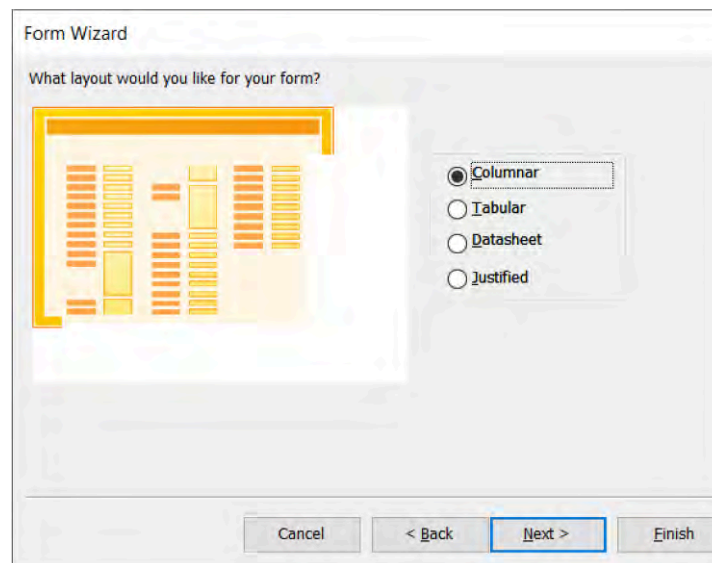 Form Wizard
What layout would you like for your form?
Columnar
Tabular
Datasheet
Justified
Cancel
< Back
Next >
Finish